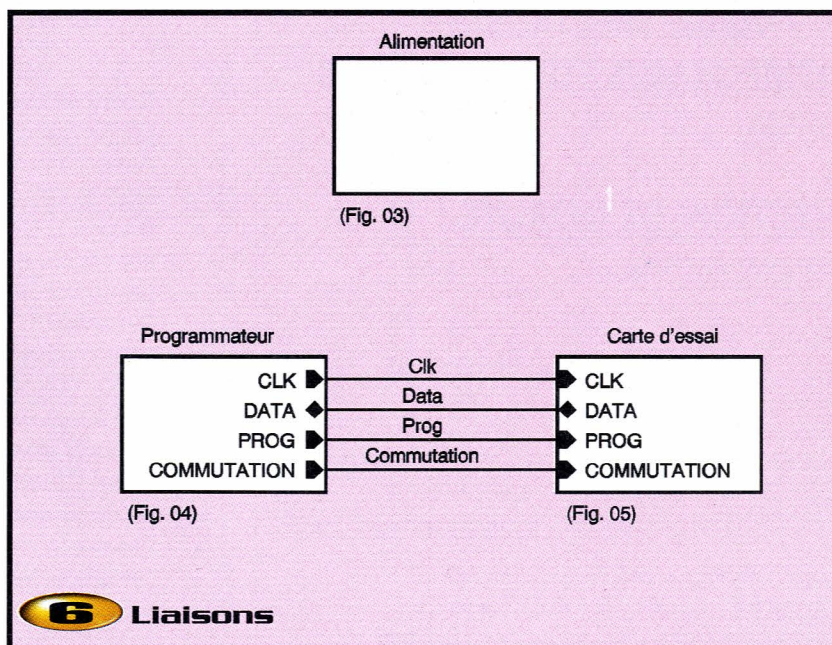 Alimentation
(Fig. 03)
Programmateur
Carte d'essai
CLK
DATA
PROG
COMMUTATION
Clk
Data
Prog
Commutation
CLK
DATA
PROG
COMMUTATION
(Fig. 04)
(Fig. 05)
6 Liaisons